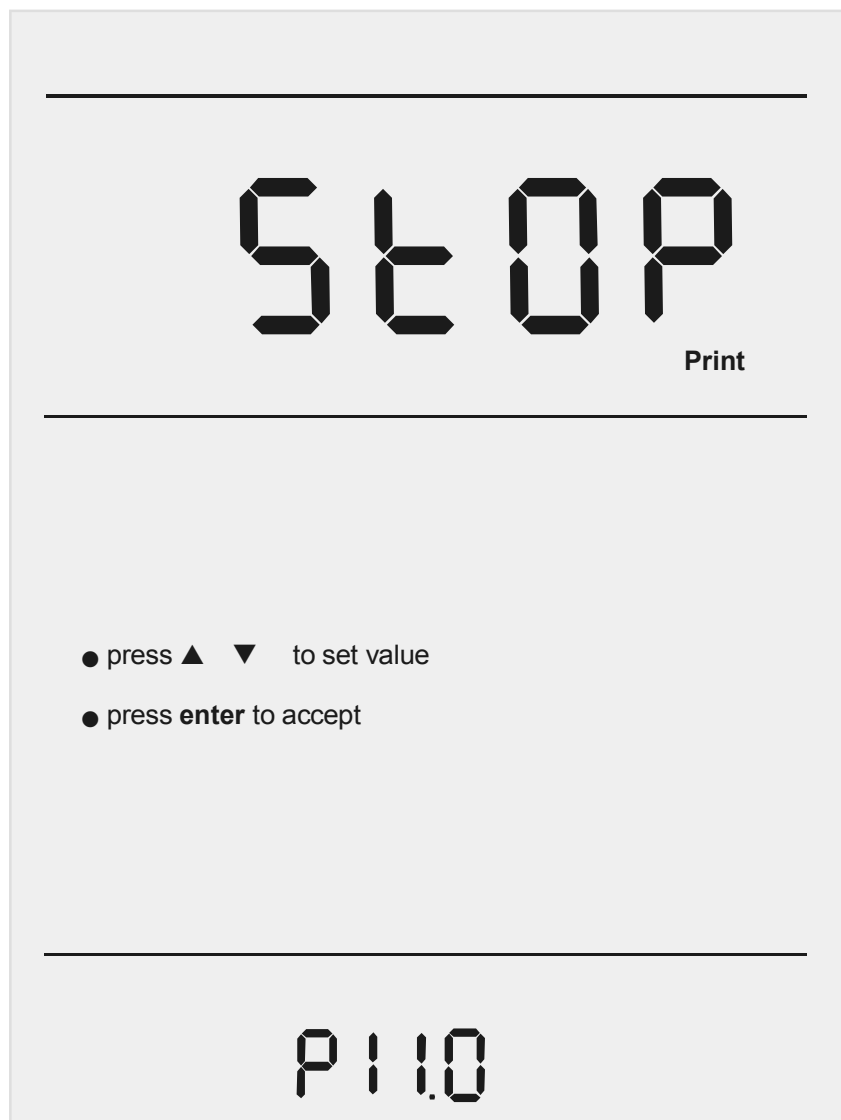 StOP
Print
● press ▲ ▼ to set value
● press enter to accept
P11.0